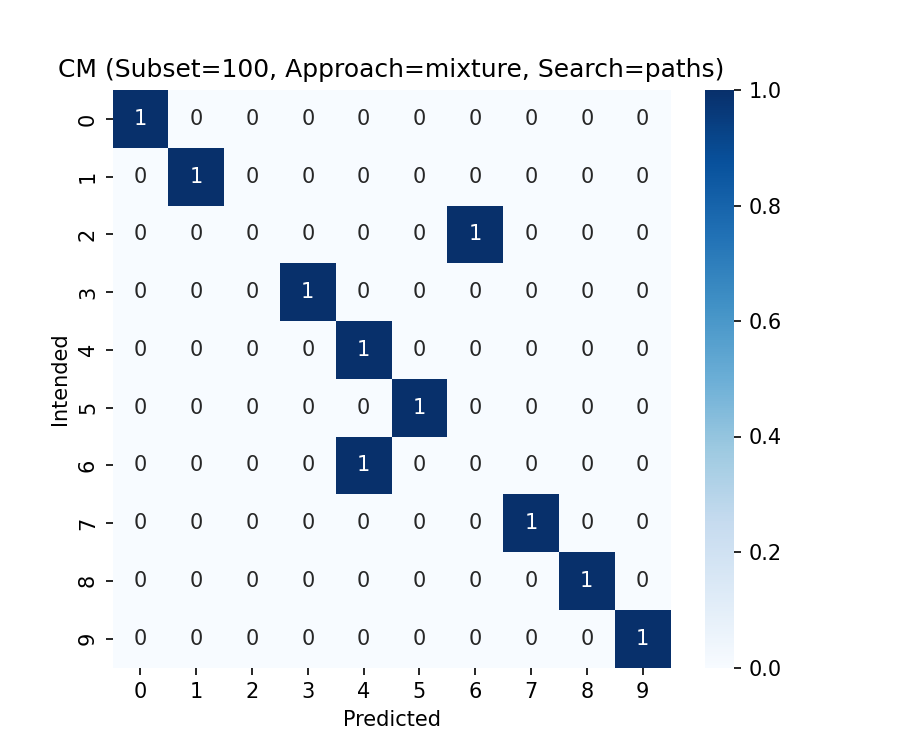 CM (Subset=100, Approach=mixture, Search=paths)
0 1 0 0 0 0 0 0 0 0 0
1 0 1 0 0 0 0 0 0 0 0
2 0 0 0 0 0 0 1 0 0 0
3 0 0 0 1 0 0 0 0 0 0
4 0 0 0 0 1 0 0 0 0 0
5 0 0 0 0 0 1 0 0 0 0
6 0 0 0 0 1 0 0 0 0 0
7 0 0 0 0 0 0 0 1 0 0
8 0 0 0 0 0 0 0 0 1 0
9 0 0 0 0 0 0 0 0 0 1
0 1 2 3 4 5 6 7 8 9
Predicted
Intended
1.0
0.8
0.6
0.4
0.2
0.0